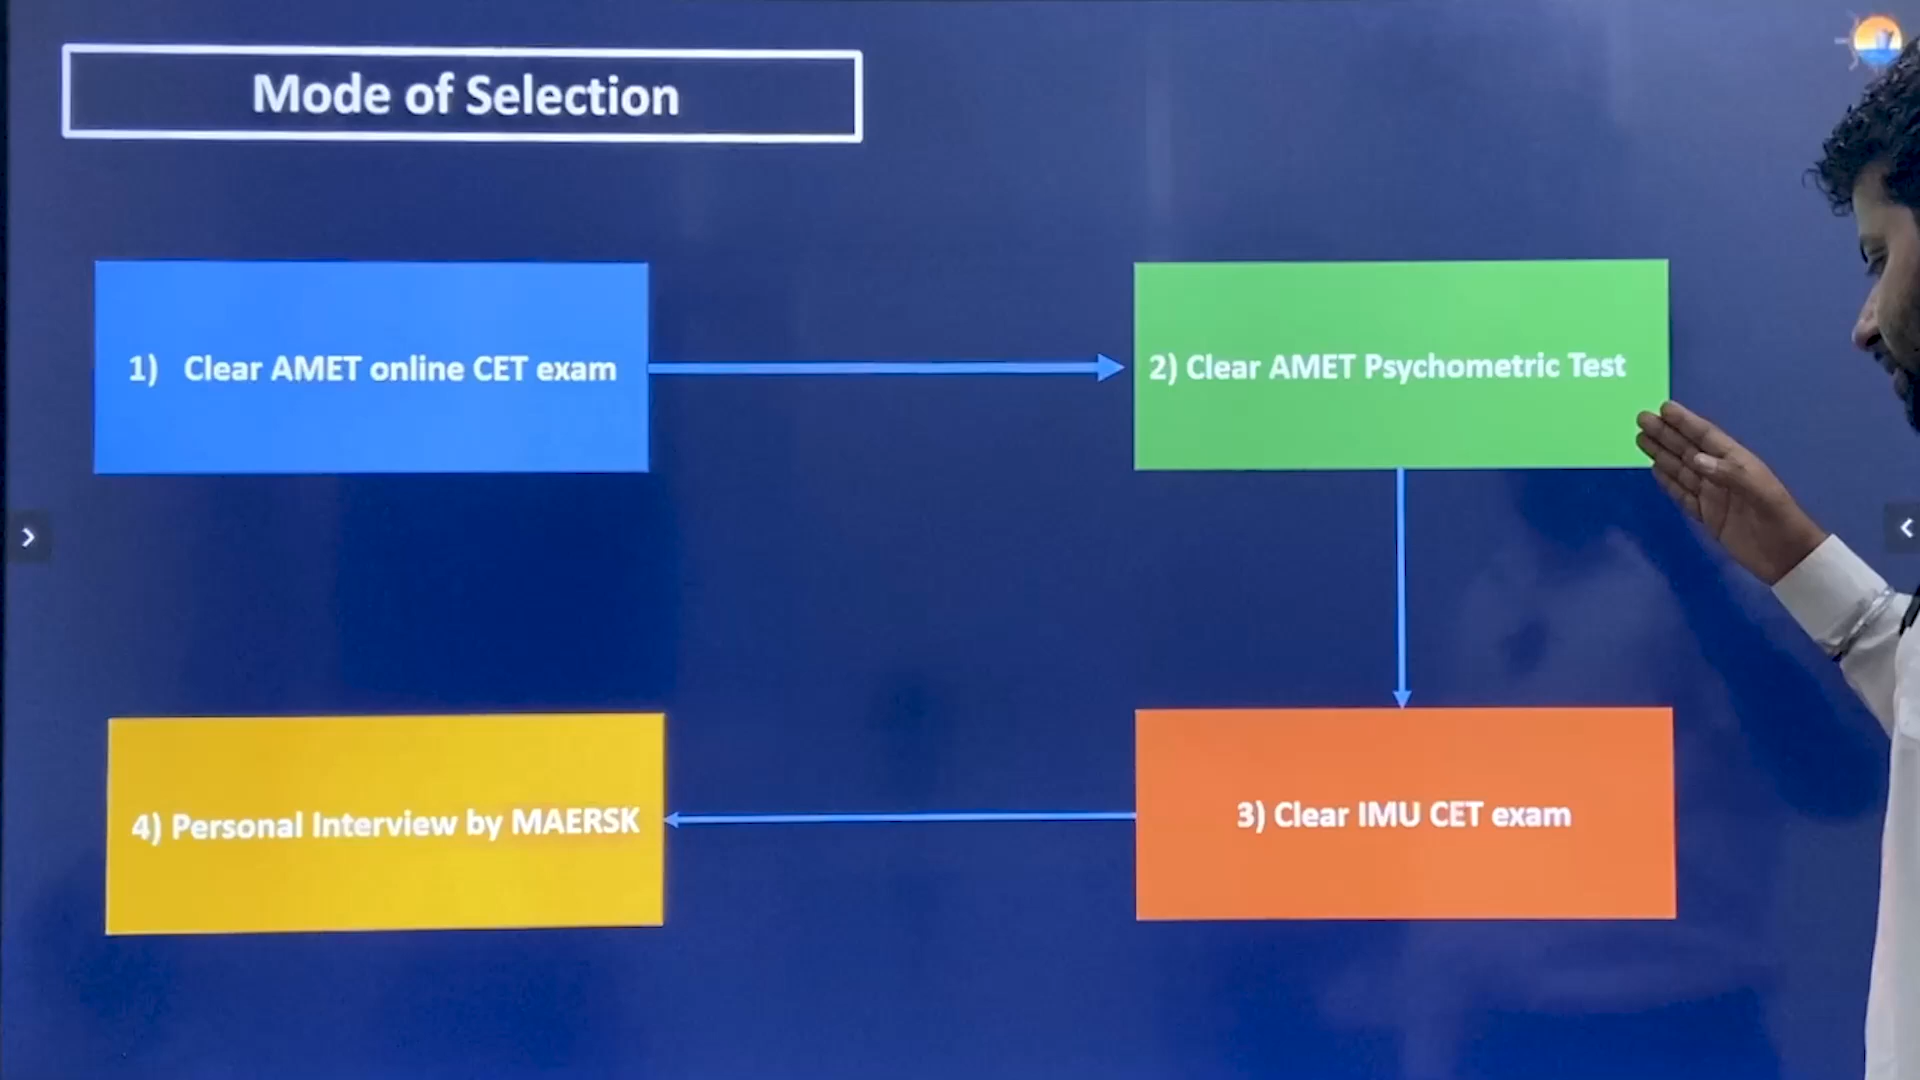 Mode of Selection
1) Clear AMET online CET exam
2) Clear AMET Psychometric Test
3) Clear IMU CET exam
4) Personal Interview by MAERSK